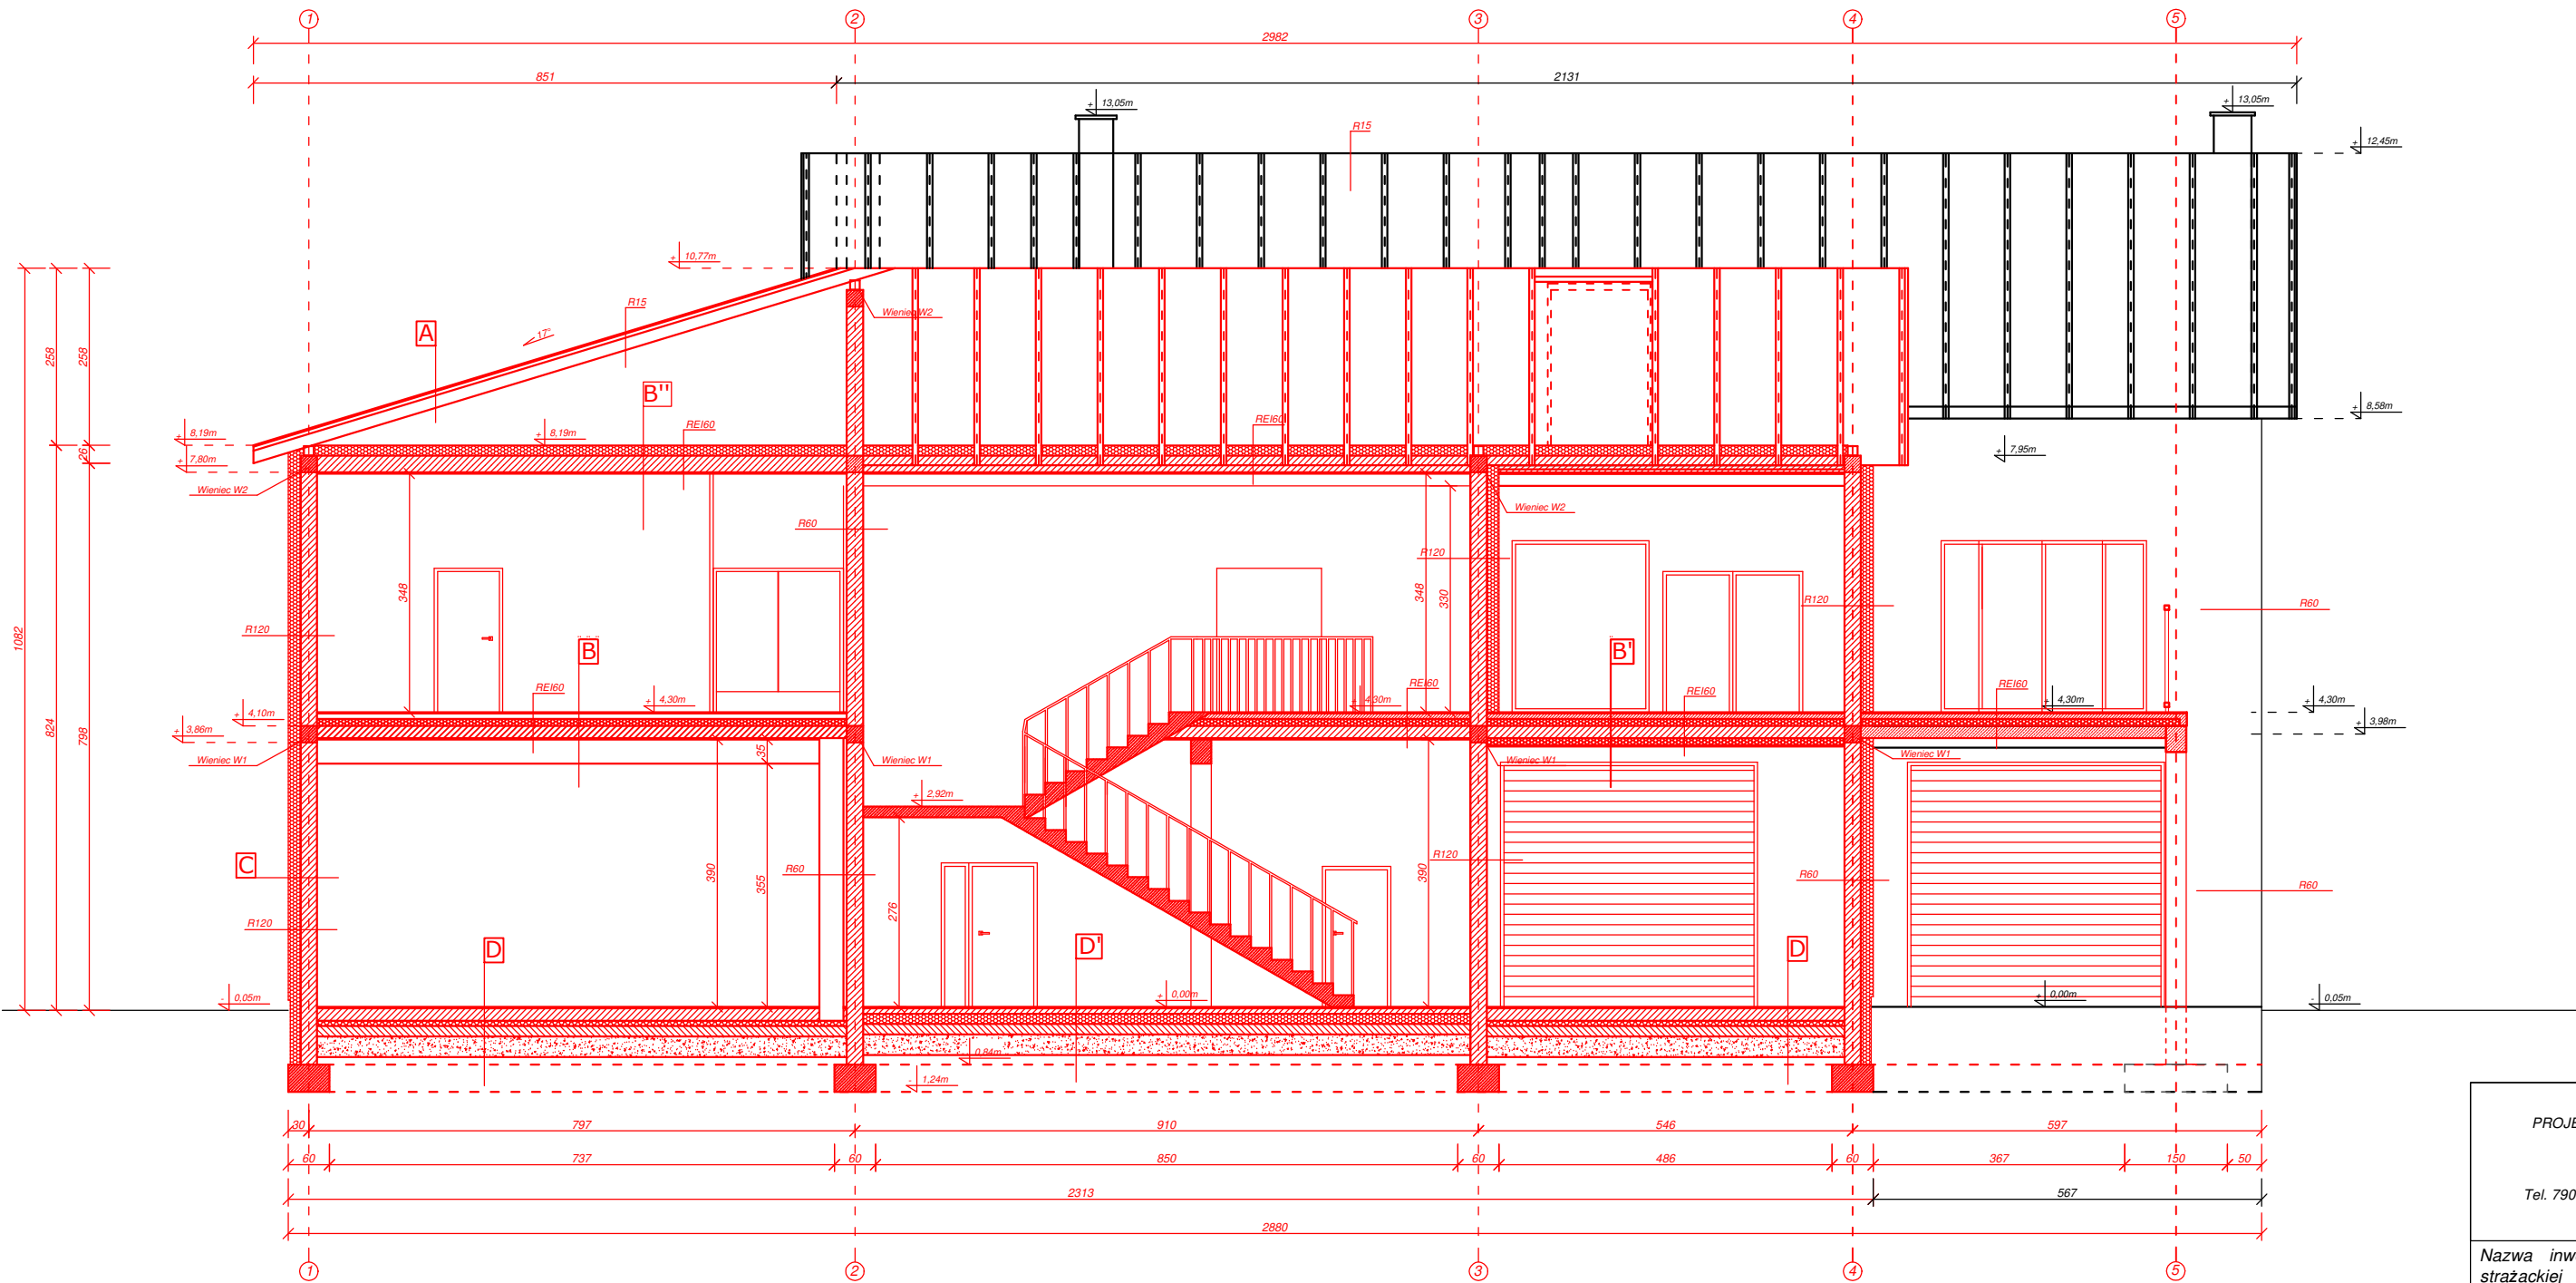 1 2 3 4 5
2982
851 2131
+ 13,05m
+ 13,05m
R15
+ 12,45m
+ 10,77m
R15
Wieniec W2
17°
A
258 258
B''
+ 8,58m
REI60
REI60
+ 8,19m
+ 8,19m
26
+ 7,95m
+ 7,80m
Wieniec W2
Wieniec W2
R60
R120
348
348
330
R120
R60
R120
1082
B
B'
REI60
REI60
REI60
REI60
+ 4,30m
+ 4,30m
+ 4,30m
+ 4,30m
+ 4,10m
+ 3,98m
+ 3,86m
824
798
35
Wieniec W1
Wieniec W1
Wieniec W1
Wieniec W1
+ 2,92m
C
R60
R120
R60
R60
390
355
276
390
R120
D
D'
D
- 0,05m
+ 0,00m
+ 0,00m
- 0,05m
0,84m
- 1,24m
30 797 910 546 597
60 737 60 850 60 486 60 367 150 50
2313 567
2880
1 2 3 4 5
PROJE
Tel. 790
Nazwa inw
strażackiej